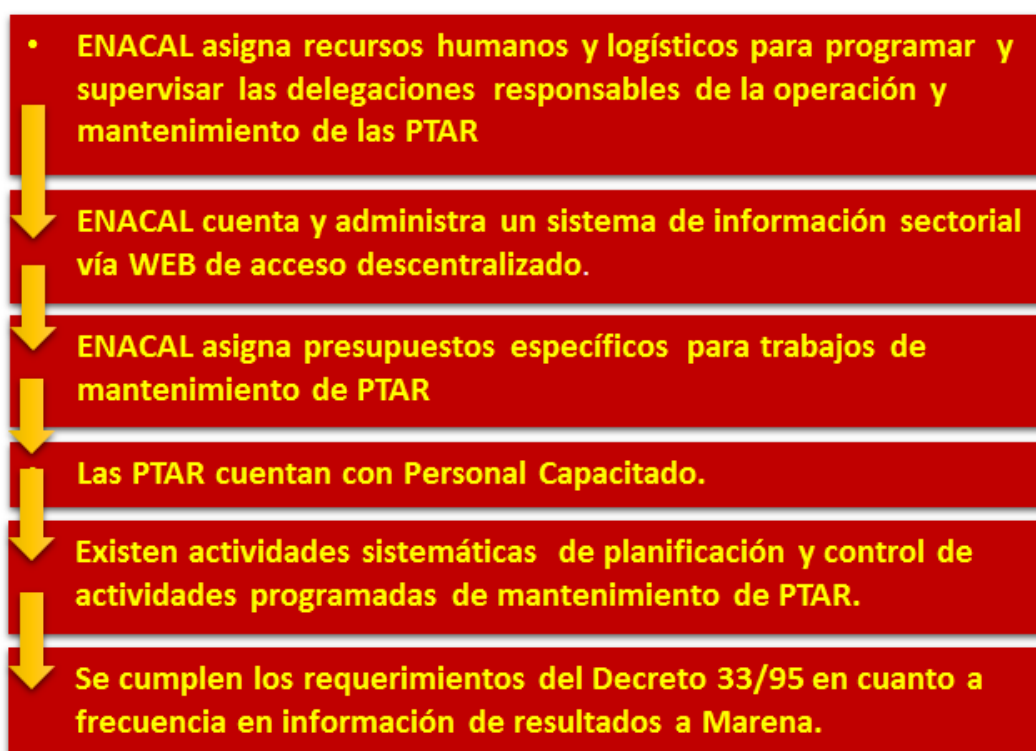 • ENACAL asigna recursos humanos y logísticos para programar y
supervisar las delegaciones responsables de la operación y
mantenimiento de las PTAR
ENACAL cuenta y administra un sistema de información sectorial
vía WEB de acceso descentralizado.
ENACAL asigna presupuestos específicos para trabajos de
mantenimiento de PTAR
Las PTAR cuentan con Personal Capacitado.
Existen actividades sistemáticas de planificación y control de
actividades programadas de mantenimiento de PTAR.
Se cumplen los requerimientos del Decreto 33/95 en cuanto a
frecuencia en información de resultados a Marena.